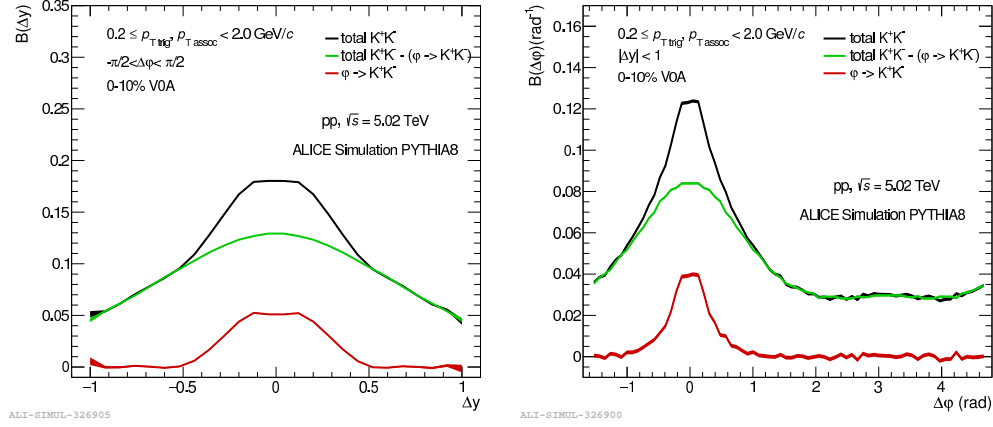 B(Δy)
0.35
0.3
0.25
0.2
0.15
0.1
0.05
0
0.2 ≤ p_T trig, p_T assoc < 2.0 GeV/c
-π/2<Δφ< π/2
0-10% V0A
total K⁺K⁻
total K⁺K⁻ - (φ -> K⁺K⁻)
φ -> K⁺K⁻
pp, √s = 5.02 TeV
ALICE Simulation PYTHIA8
−1 −0.5 0 0.5 1
Δy
ALI-SIMUL-326905
B(Δφ)(rad⁻¹)
0.16
0.14
0.12
0.1
0.08
0.06
0.04
0.02
0
0.2 ≤ p_T trig, p_T assoc < 2.0 GeV/c
|Δy| < 1
0-10% V0A
total K⁺K⁻
total K⁺K⁻ - (φ -> K⁺K⁻)
φ -> K⁺K⁻
pp, √s = 5.02 TeV
ALICE Simulation PYTHIA8
−1 0 1 2 3 4
Δφ (rad)
ALI-SIMUL-326900